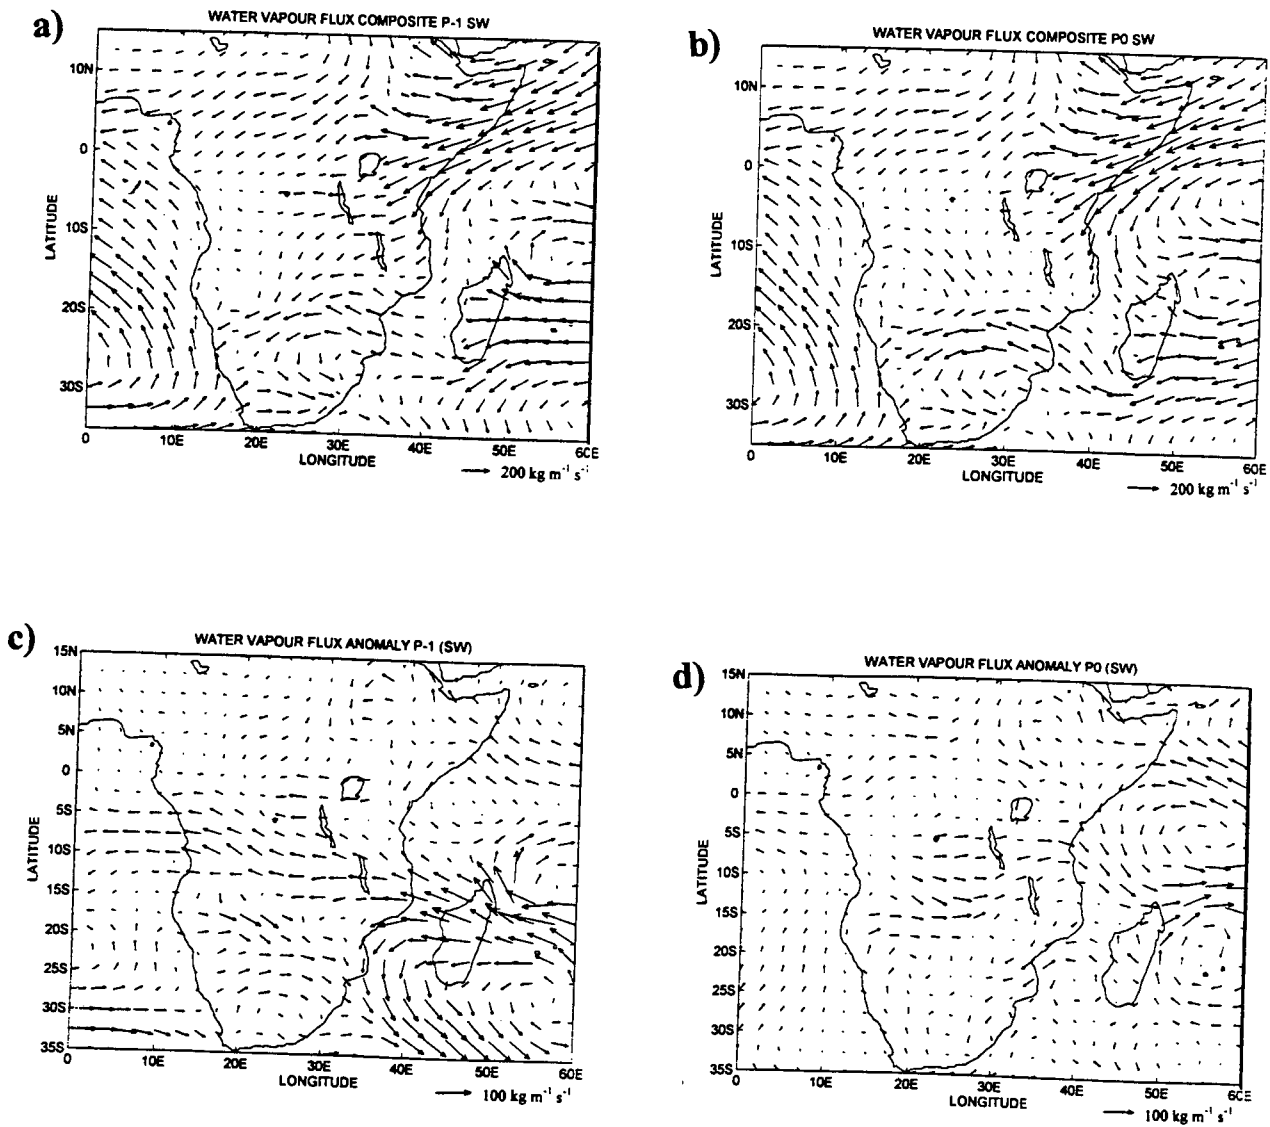 a)
WATER VAPOUR FLUX COMPOSITE P-1 SW
10N
0
10S
20S
30S
LATITUDE
0 10E 20E 30E 40E 50E 6CE
LONGITUDE
200 kg m⁻¹ s⁻¹
b)
WATER VAPOUR FLUX COMPOSITE P0 SW
10N
0
10S
20S
30S
LATITUDE
0 10E 20E 30E 40E 50E 60E
LONGITUDE
200 kg m⁻¹ s⁻¹
c)
WATER VAPOUR FLUX ANOMALY P-1 (SW)
15N
10N
5N
0
5S
10S
15S
20S
25S
30S
35S
LATITUDE
0 10E 20E 30E 40E 50E 60E
LONGITUDE
100 kg m⁻¹ s⁻¹
d)
WATER VAPOUR FLUX ANOMALY P0 (SW)
15N
10N
5N
0
5S
10S
15S
20S
25S
30S
35S
LATITUDE
0 10E 20E 30E 40E 50E 60E
LONGITUDE
100 kg m⁻¹ s⁻¹